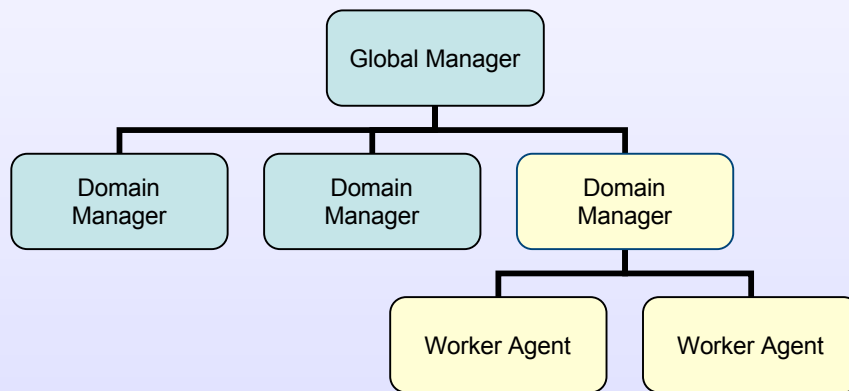 Global Manager
Domain
Manager
Domain
Manager
Domain
Manager
Worker Agent
Worker Agent